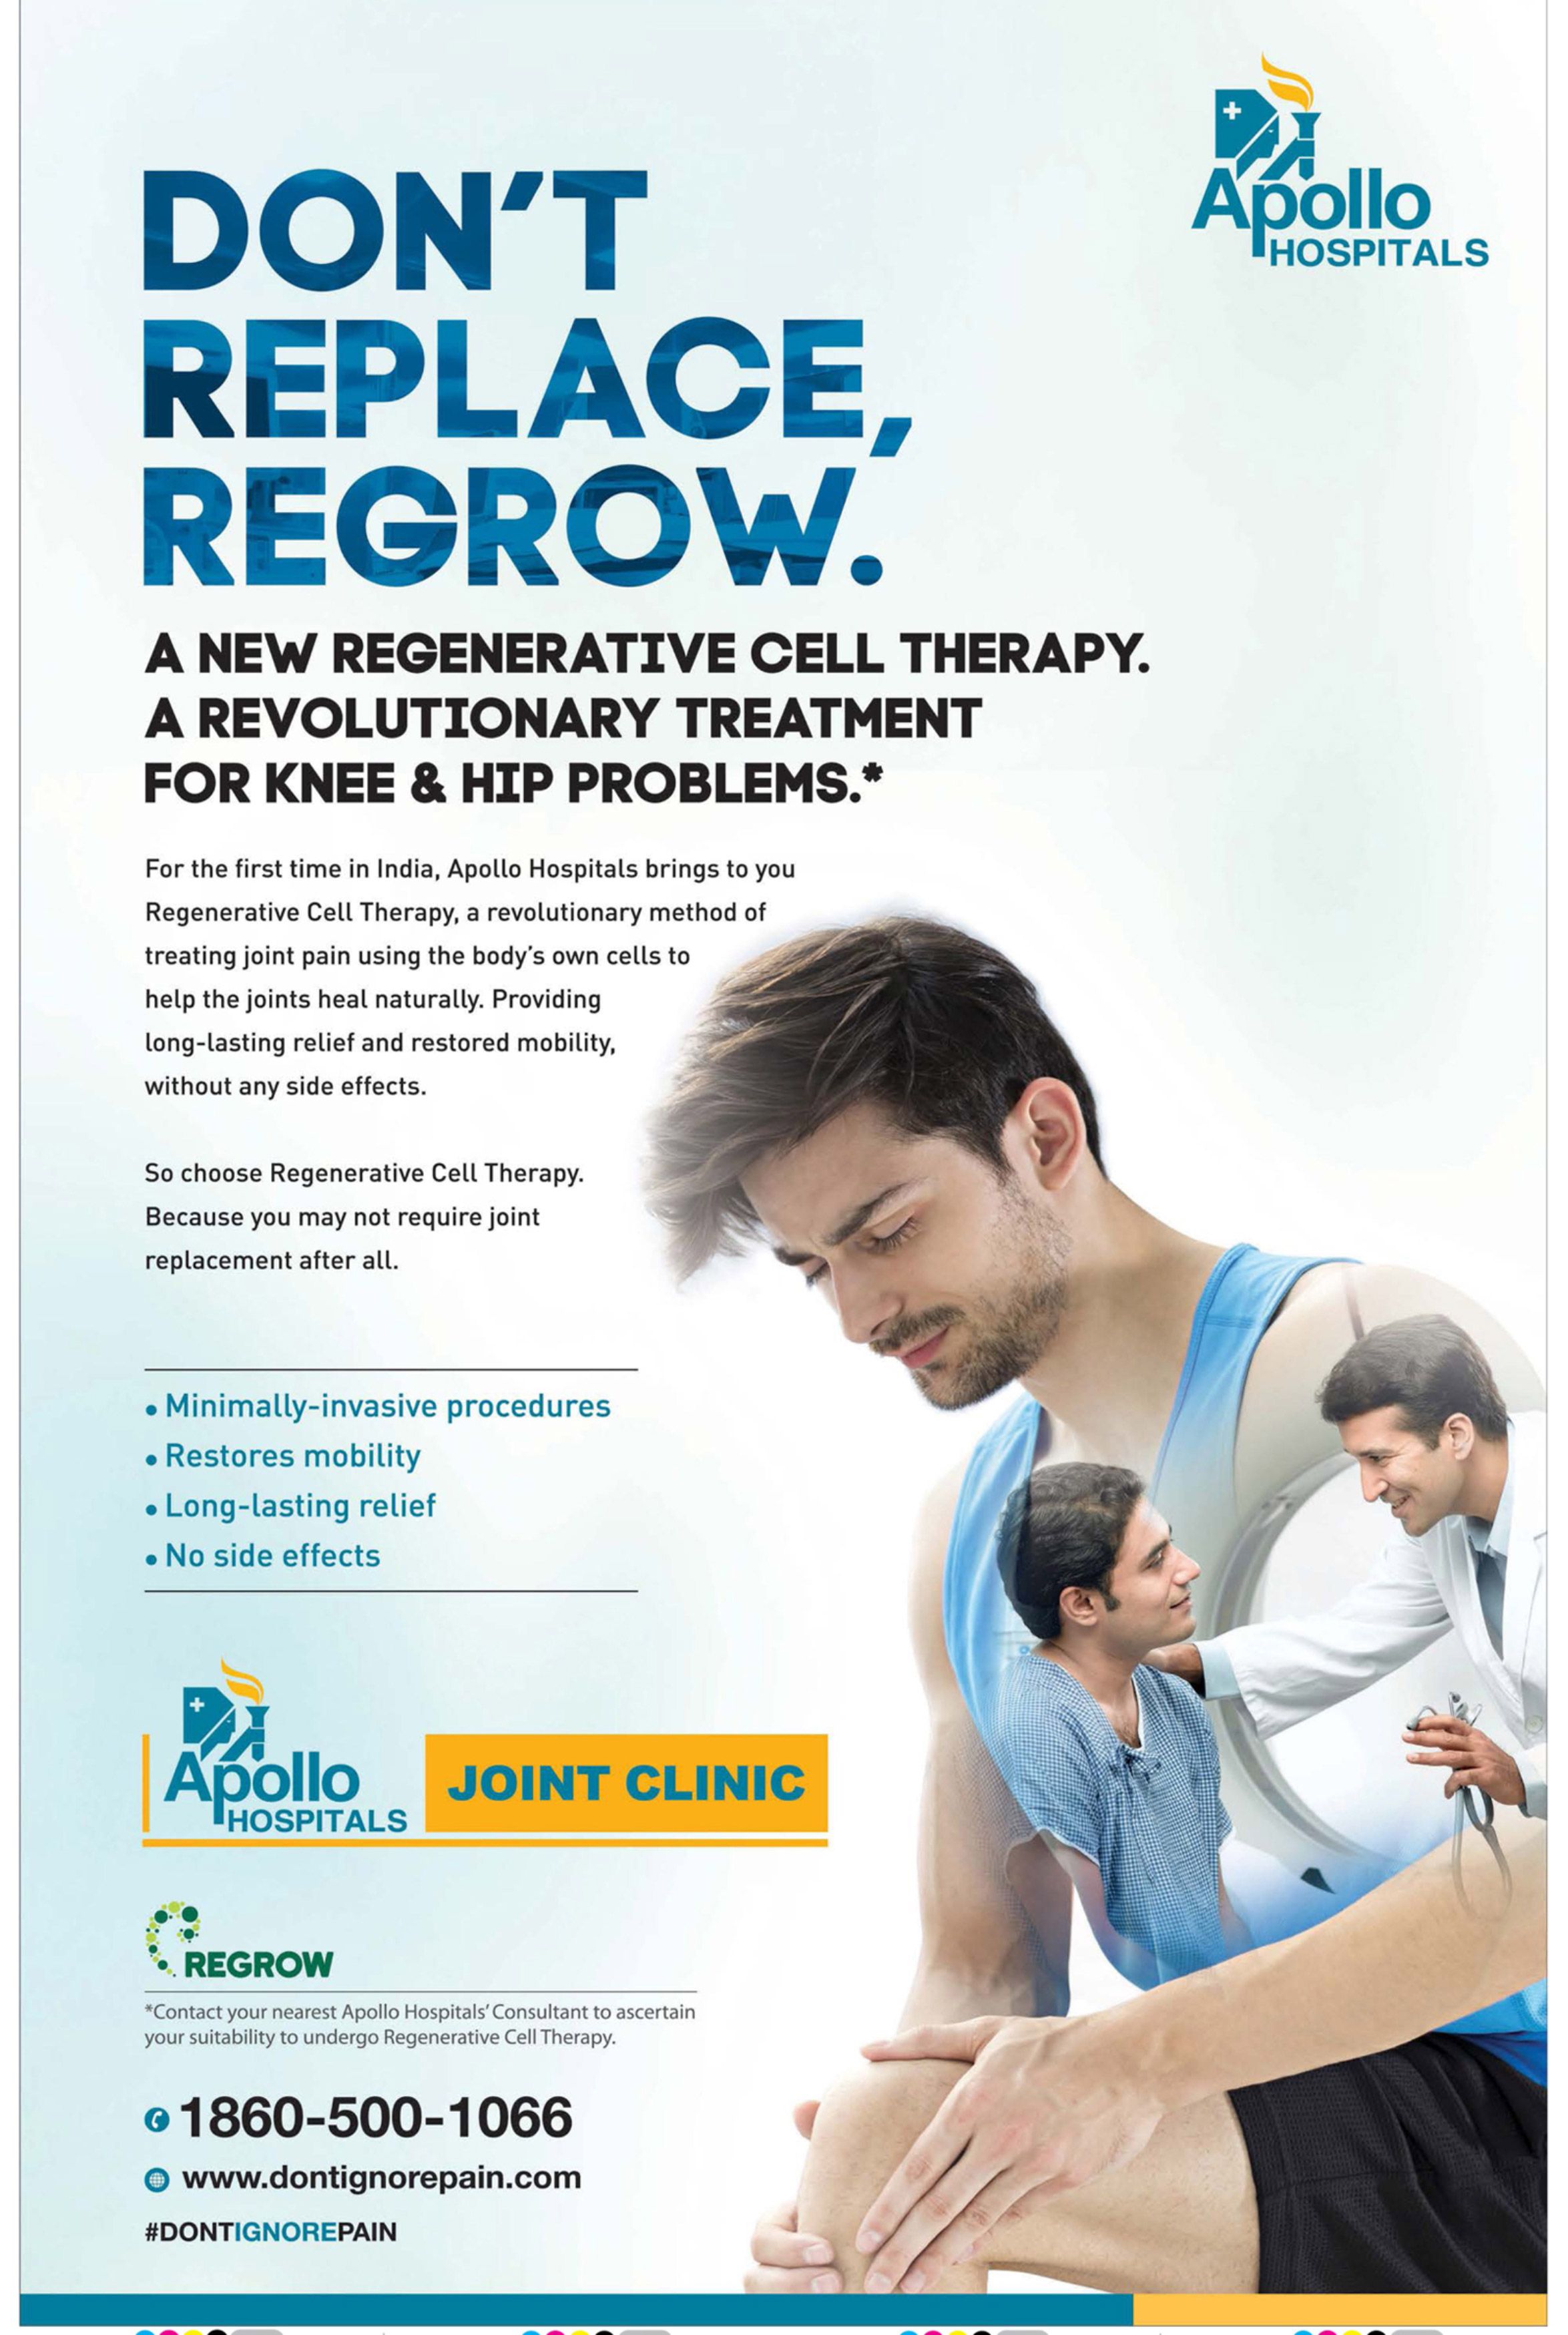 Apollo
HOSPITALS
DON'T
REPLACE,
REGROW.
A NEW REGENERATIVE CELL THERAPY.
A REVOLUTIONARY TREATMENT
FOR KNEE & HIP PROBLEMS.*
For the first time in India, Apollo Hospitals brings to you
Regenerative Cell Therapy, a revolutionary method of
treating joint pain using the body's own cells to
help the joints heal naturally. Providing
long-lasting relief and restored mobility,
without any side effects.
So choose Regenerative Cell Therapy.
Because you may not require joint
replacement after all.
• Minimally-invasive procedures
• Restores mobility
• Long-lasting relief
• No side effects
Apollo
HOSPITALS
JOINT CLINIC
REGROW
*Contact your nearest Apollo Hospitals' Consultant to ascertain
your suitability to undergo Regenerative Cell Therapy.
1860-500-1066
www.dontignorepain.com
#DONTIGNOREPAIN